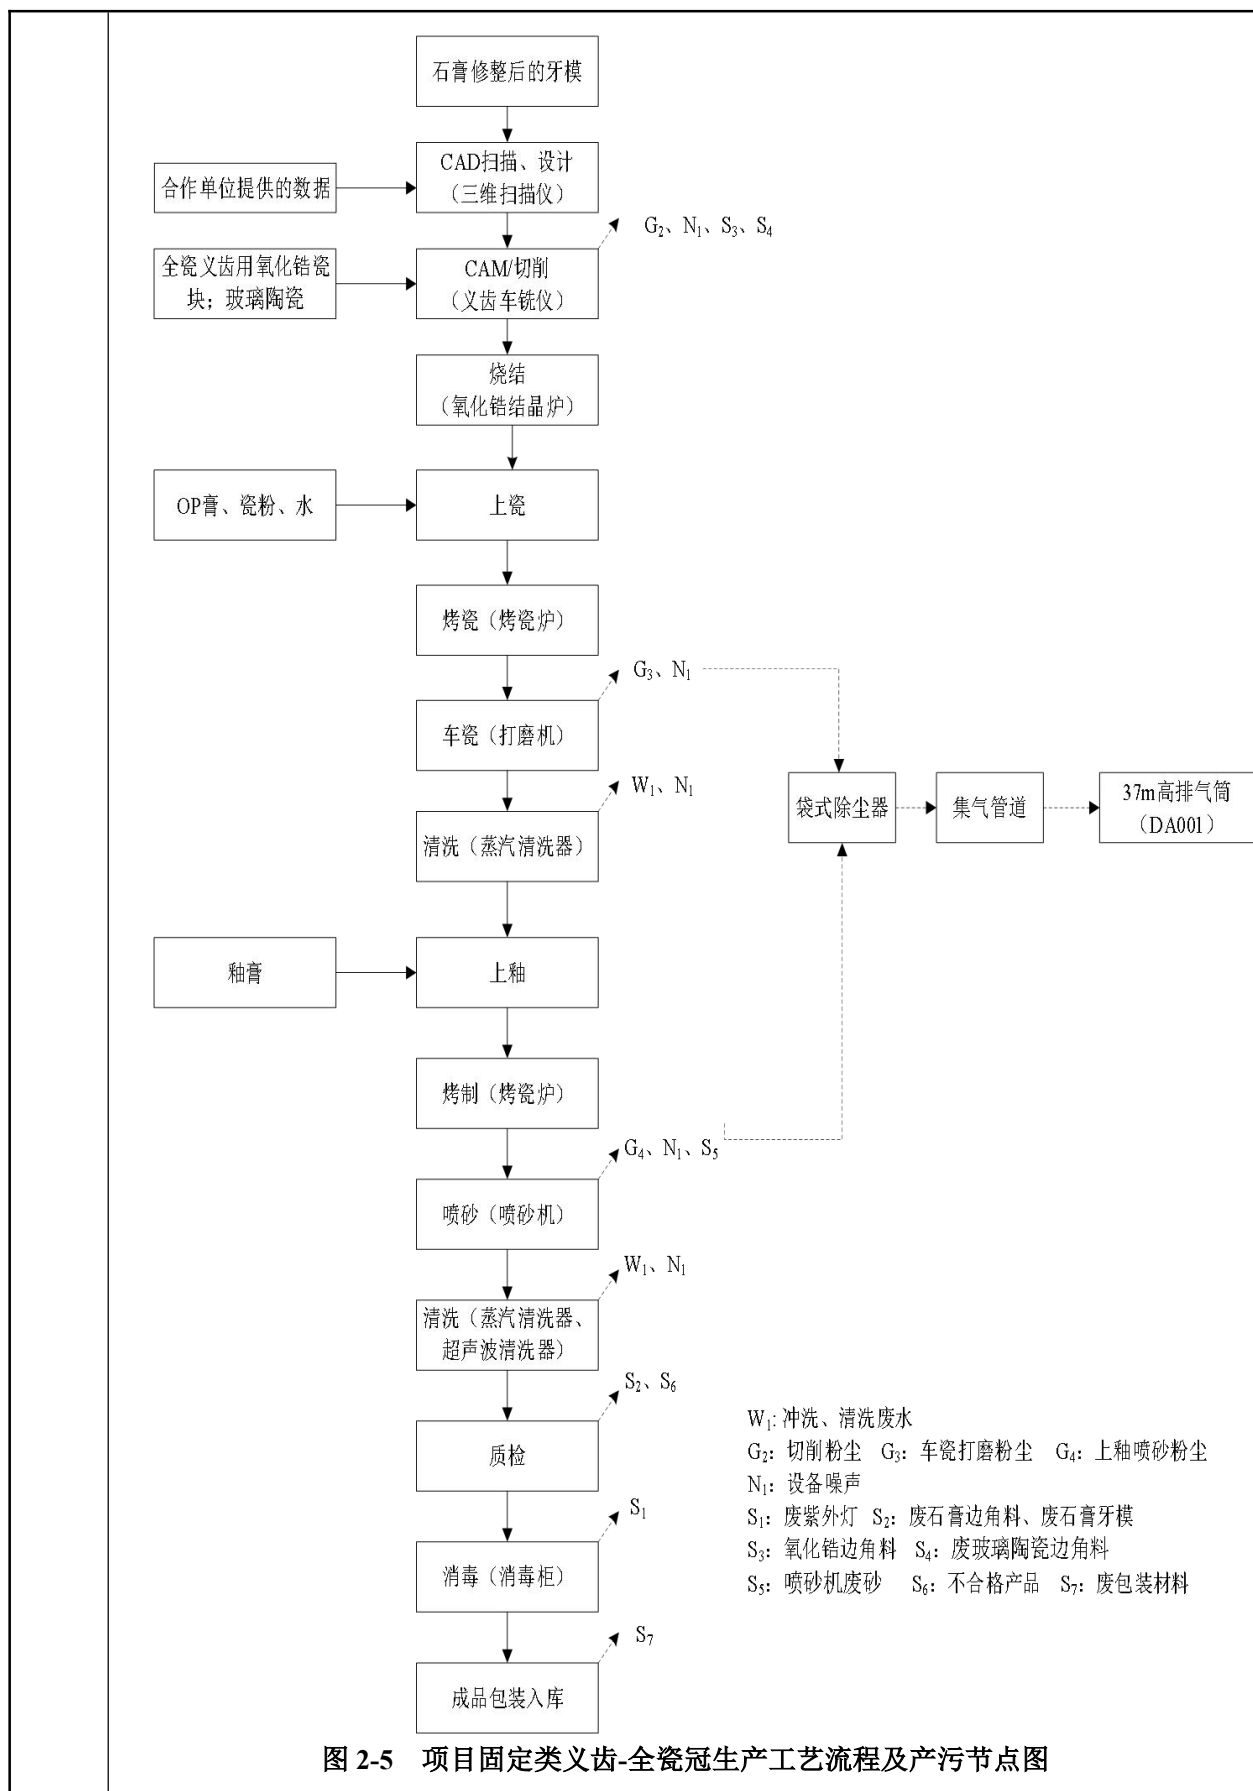 石膏修整后的牙模
CAD扫描、设计
（三维扫描仪）
合作单位提供的数据
G₂、N₁、S₃、S₄
全瓷义齿用氧化锆瓷
块；玻璃陶瓷
CAM/切削
（义齿车铣仪）
烧结
（氧化锆结晶炉）
OP膏、瓷粉、水
上瓷
烤瓷（烤瓷炉）
G₃、N₁
车瓷（打磨机）
W₁、N₁
清洗（蒸汽清洗器）
袋式除尘器
集气管道
37m高排气筒
（DA001）
釉膏
上釉
烤制（烤瓷炉）
G₄、N₁、S₅
喷砂（喷砂机）
W₁、N₁
清洗（蒸汽清洗器、
超声波清洗器）
S₂、S₆
质检
S₁
消毒（消毒柜）
S₇
成品包装入库
W₁: 冲洗、清洗废水
G₂：切削粉尘 G₃：车瓷打磨粉尘 G₄：上釉喷砂粉尘
N₁：设备噪声
S₁：废紫外灯 S₂：废石膏边角料、废石膏牙模
S₃：氧化锆边角料 S₄：废玻璃陶瓷边角料
S₅：喷砂机废砂 S₆：不合格产品 S₇：废包装材料
图 2-5 项目固定类义齿-全瓷冠生产工艺流程及产污节点图